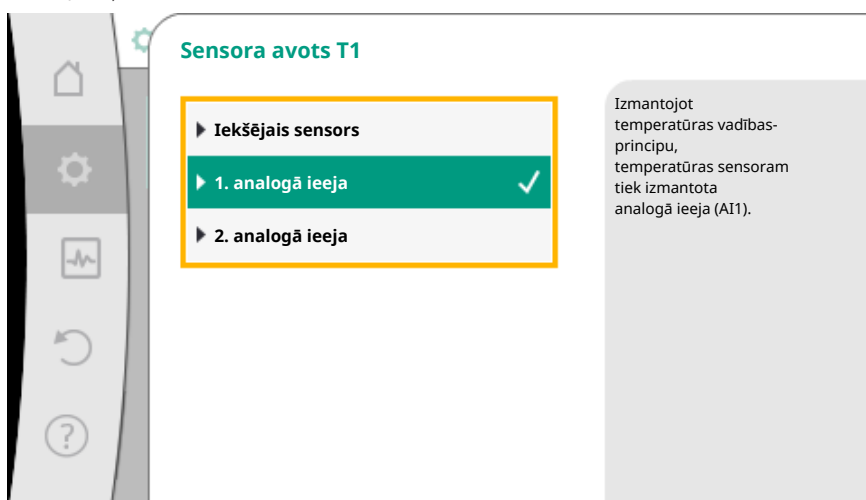 Sensora avots T1
Iekšējais sensors
1. analogā ieeja
2. analogā ieeja
Izmantojot
temperatūras vadības-
principu,
temperatūras sensoram
tiek izmantota
analogā ieeja (AI1).
?